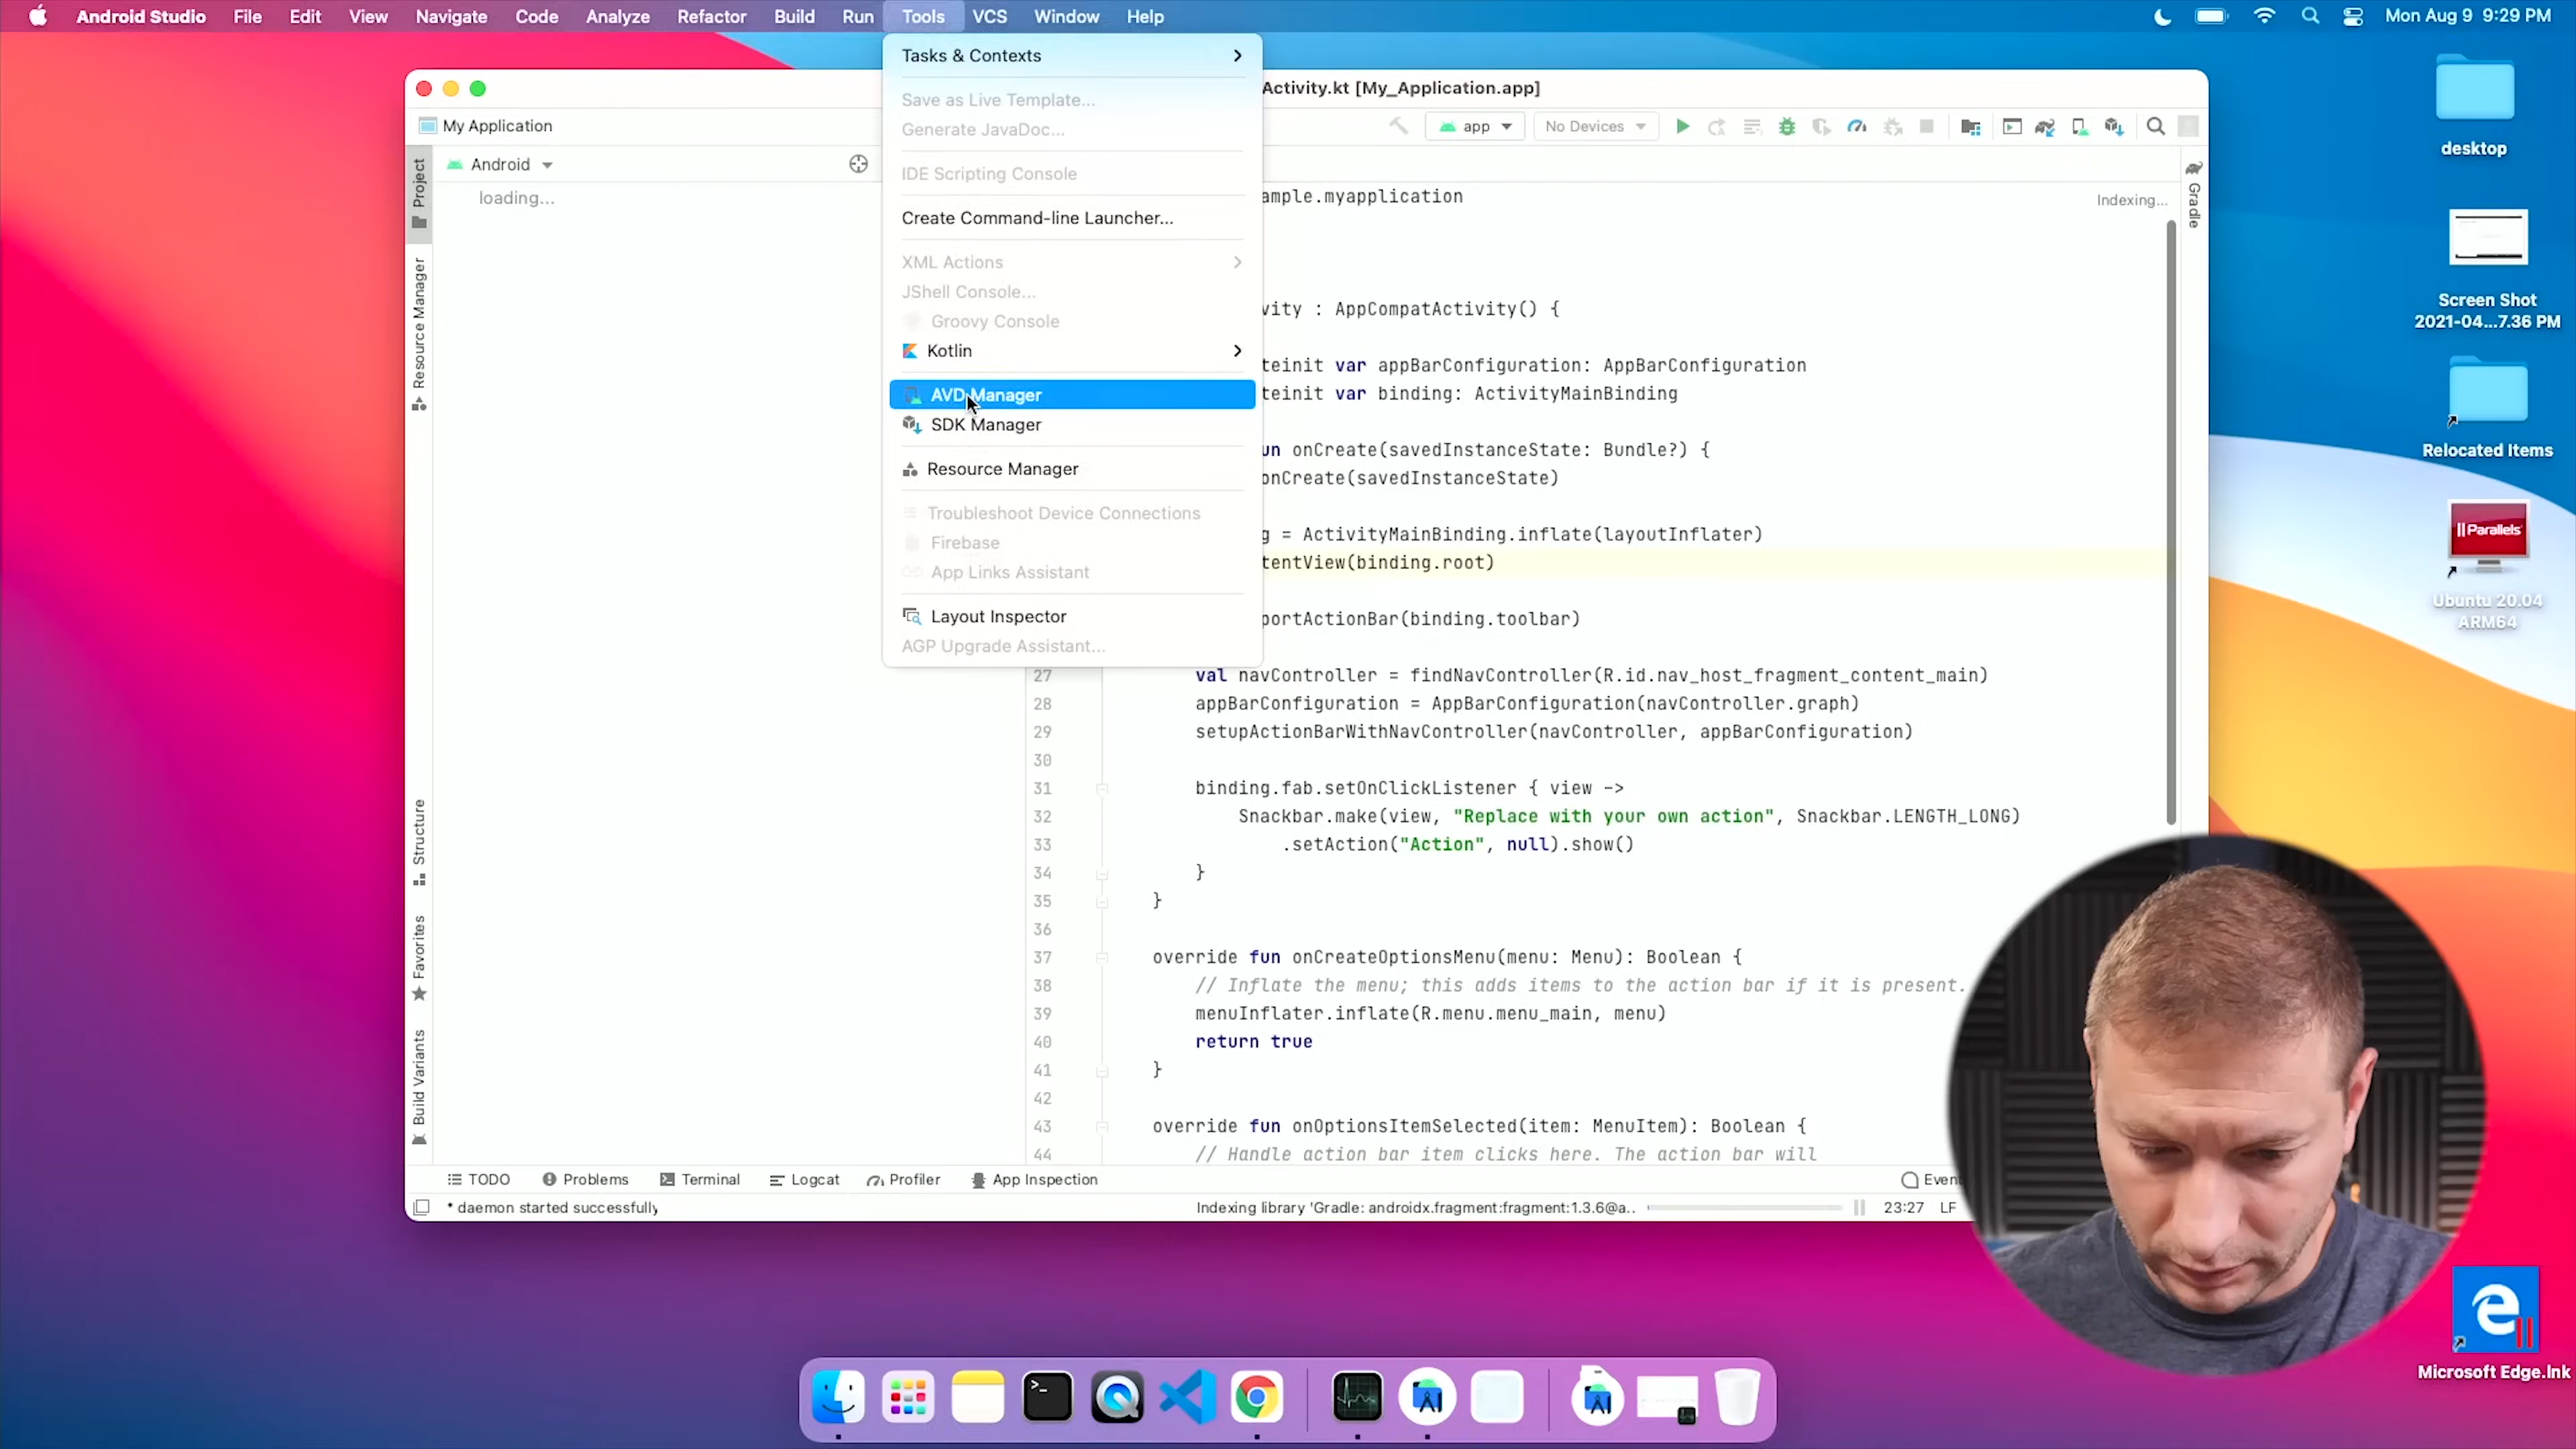 Android Studio File Edit View Navigate Code Analyze Refactor Build Run Tools VCS Window Help Mon Aug 9 9:29 PM
Tasks & Contexts
Save as Live Template...
Generate JavaDoc...
IDE Scripting Console
Create Command-line Launcher...
XML Actions
JShell Console...
Groovy Console
Kotlin
AVD Manager
SDK Manager
Resource Manager
Troubleshoot Device Connections
Firebase
App Links Assistant
Layout Inspector
AGP Upgrade Assistant...
Activity.kt [My_Application.app]
My Application
app
No Devices
Project
Android
loading...
Resource Manager
Structure
Favorites
Build Variants
Gradle
Indexing...
ample.myapplication
vity : AppCompatActivity() {
teinit var appBarConfiguration: AppBarConfiguration
teinit var binding: ActivityMainBinding
un onCreate(savedInstanceState: Bundle?) {
onCreate(savedInstanceState)
g = ActivityMainBinding.inflate(layoutInflater)
tentView(binding.root)
portActionBar(binding.toolbar)
27 val navController = findNavController(R.id.nav_host_fragment_content_main)
28 appBarConfiguration = AppBarConfiguration(navController.graph)
29 setupActionBarWithNavController(navController, appBarConfiguration)
30
31 binding.fab.setOnClickListener { view ->
32 Snackbar.make(view, "Replace with your own action", Snackbar.LENGTH_LONG)
33 .setAction("Action", null).show()
34 }
35 }
36
37 override fun onCreateOptionsMenu(menu: Menu): Boolean {
38 // Inflate the menu; this adds items to the action bar if it is present.
39 menuInflater.inflate(R.menu.menu_main, menu)
40 return true
41 }
42
43 override fun onOptionsItemSelected(item: MenuItem): Boolean {
44 // Handle action bar item clicks here. The action bar will
TODO Problems Terminal Logcat Profiler App Inspection Event
* daemon started successfully
Indexing library 'Gradle: androidx.fragment:fragment:1.3.6@a..
23:27 LF
desktop
Screen Shot
2021-04...7.36 PM
Relocated Items
Parallels
Ubuntu 20.04
ARM64
Microsoft Edge.lnk